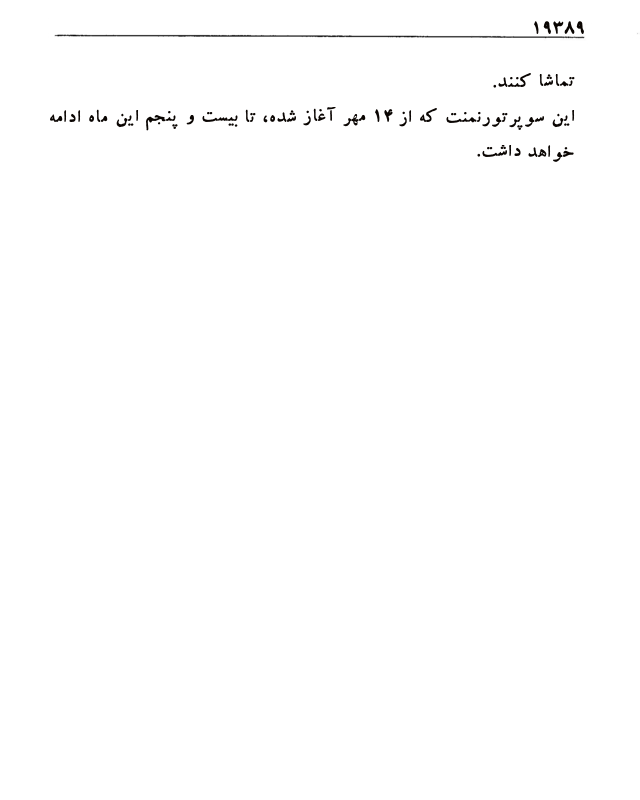 ۱۹۳۸۹
تماشا کنند.
این سوپرتورنمنت که از ۱۴ مهر آغاز شده، تا بیست و پنجم این ماه ادامه
خواهد داشت.